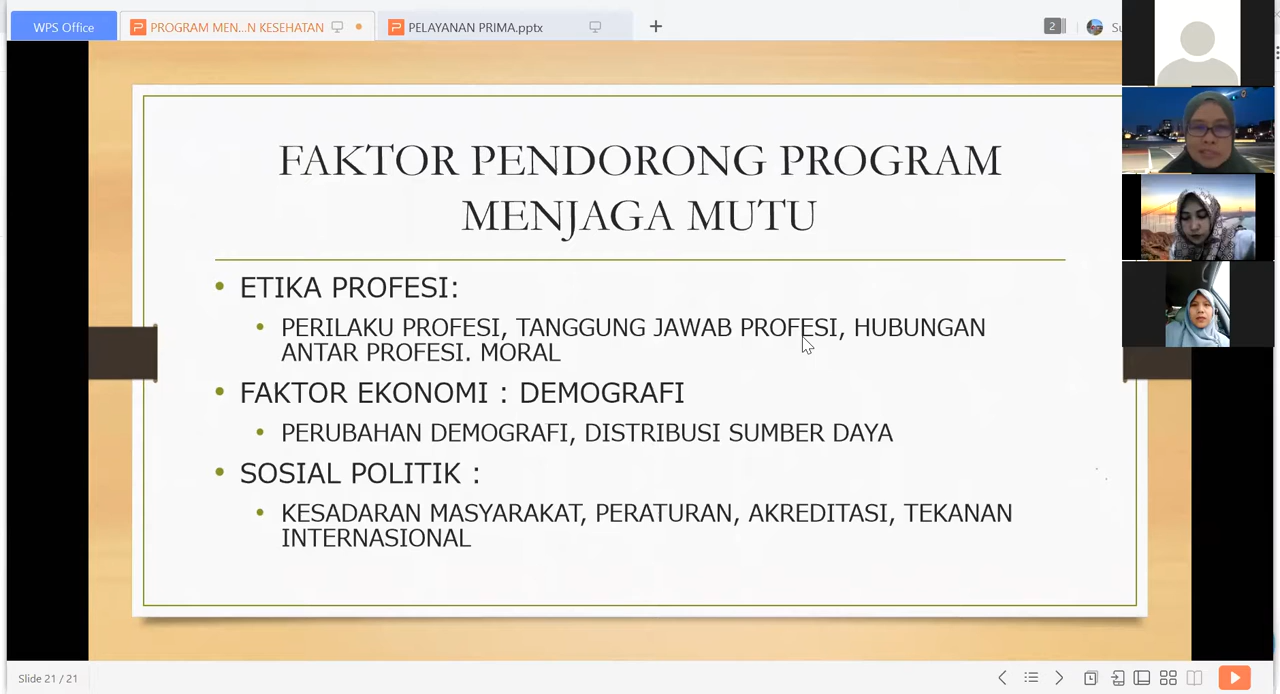 WPS Office
PROGRAM MEN...N KESEHATAN
PELAYANAN PRIMA.pptx
2
FAKTOR PENDORONG PROGRAM
MENJAGA MUTU
• ETIKA PROFESI:
• PERILAKU PROFESI, TANGGUNG JAWAB PROFESI, HUBUNGAN
ANTAR PROFESI. MORAL
• FAKTOR EKONOMI : DEMOGRAFI
• PERUBAHAN DEMOGRAFI, DISTRIBUSI SUMBER DAYA
• SOSIAL POLITIK :
• KESADARAN MASYARAKAT, PERATURAN, AKREDITASI, TEKANAN
INTERNASIONAL
Slide 21 / 21